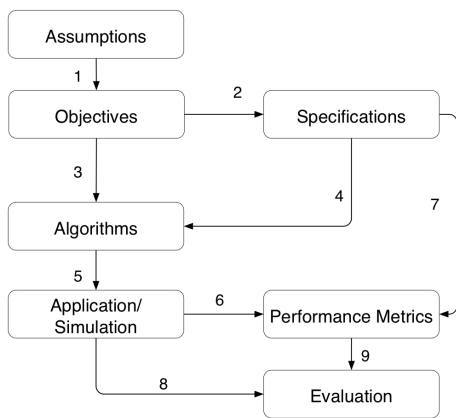 Assumptions
1
2
Objectives
Specifications
3
4
7
Algorithms
5
Application/
Simulation
6
Performance Metrics
8
9
Evaluation